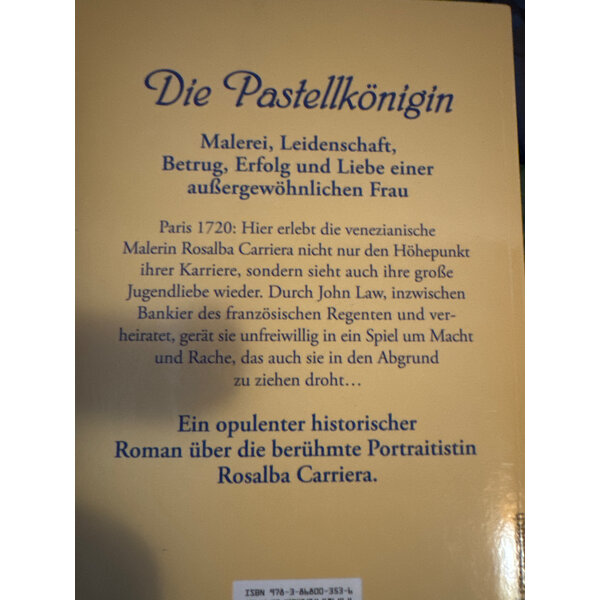 Die Pastellkönigin
Malerei, Leidenschaft,
Betrug, Erfolg und Liebe einer
außergewöhnlichen Frau
Paris 1720: Hier erlebt die venezianische
Malerin Rosalba Carriera nicht nur den Höhepunkt
ihrer Karriere, sondern sieht auch ihre große
Jugendliebe wieder. Durch John Law, inzwischen
Bankier des französischen Regenten und ver-
heiratet, gerät sie unfreiwillig in ein Spiel um Macht
und Rache, das auch sie in den Abgrund
zu ziehen droht…
Ein opulenter historischer
Roman über die berühmte Portraitistin
Rosalba Carriera.
ISBN 978-3-86800-353-6